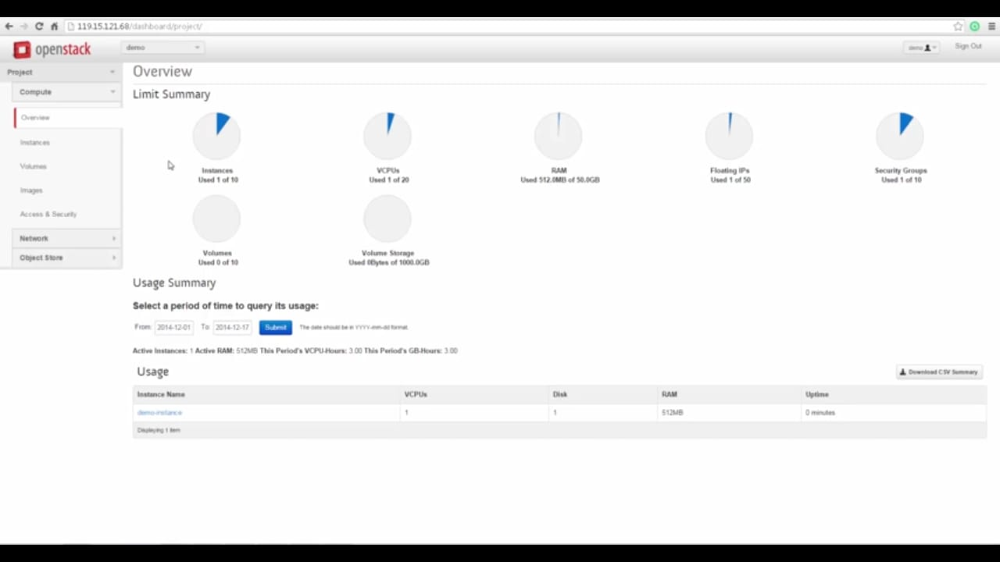 119.15.121.68/dashboard/project/
openstack
demo
demo
Sign Out
Project
Compute
Overview
Instances
Volumes
Images
Access & Security
Network
Object Store
Overview
Limit Summary
Instances
Used 1 of 10
VCPUs
Used 1 of 20
RAM
Used 512.0MB of 50.0GB
Floating IPs
Used 1 of 50
Security Groups
Used 1 of 10
Volumes
Used 0 of 10
Volume Storage
Used 0Bytes of 1000.0GB
Usage Summary
Select a period of time to query its usage:
From: 2014-12-01 To: 2014-12-17 Submit The date should be in YYYY-mm-dd format.
Active Instances: 1 Active RAM: 512MB This Period's VCPU-Hours: 3.00 This Period's GB-Hours: 3.00
Usage
Download CSV Summary
Instance Name VCPUs Disk RAM Uptime
demo-instance 1 1 512MB 0 minutes
Displaying 1 item